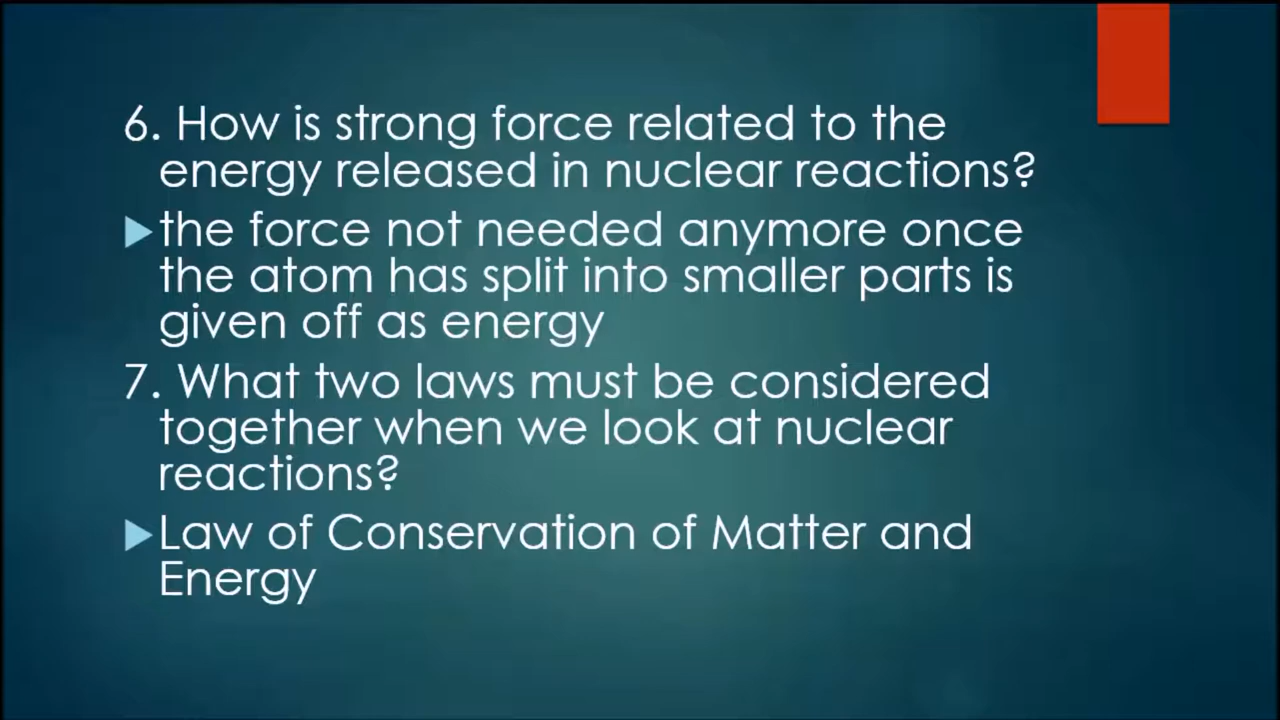 6. How is strong force related to the
energy released in nuclear reactions?
the force not needed anymore once
the atom has split into smaller parts is
given off as energy
7. What two laws must be considered
together when we look at nuclear
reactions?
Law of Conservation of Matter and
Energy